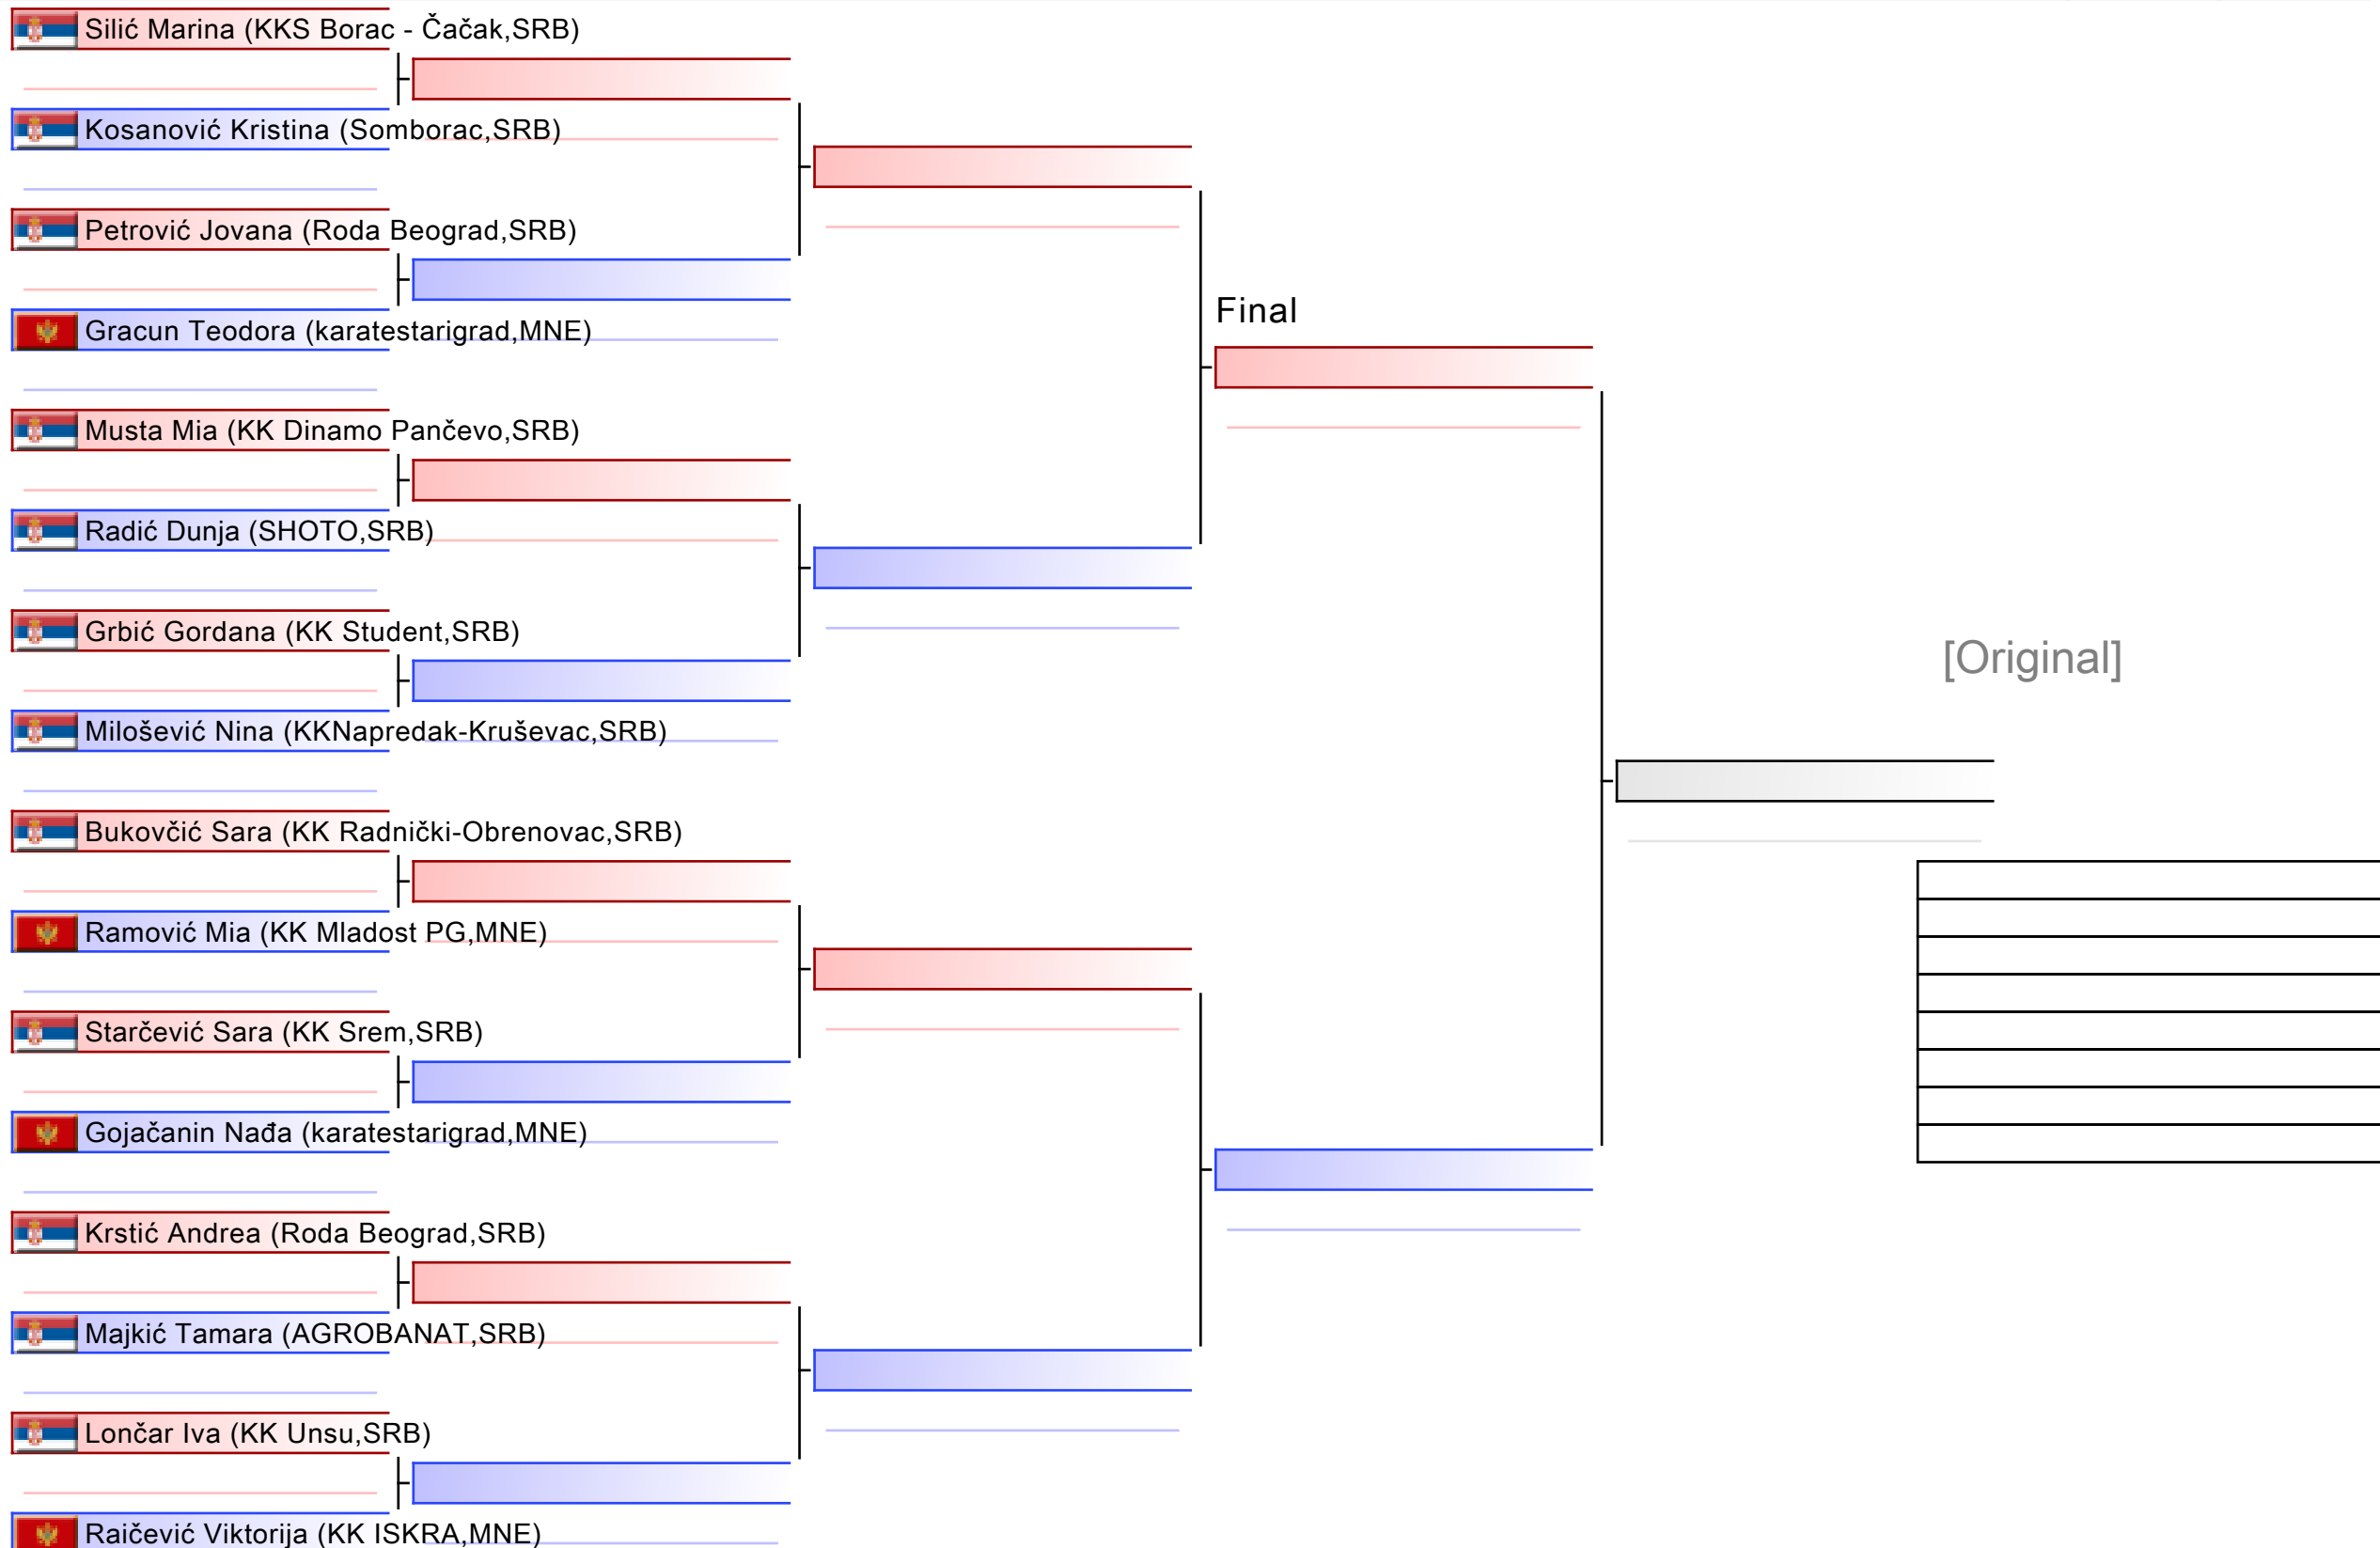 Silić Marina (KKS Borac - Čačak,SRB)
Kosanović Kristina (Somborac,SRB)
Petrović Jovana (Roda Beograd,SRB)
Gracun Teodora (karatestarigrad,MNE)
Musta Mia (KK Dinamo Pančevo,SRB)
Radić Dunja (SHOTO,SRB)
Grbić Gordana (KK Student,SRB)
Milošević Nina (KKNapredak-Kruševac,SRB)
Bukovčić Sara (KK Radnički-Obrenovac,SRB)
Ramović Mia (KK Mladost PG,MNE)
Starčević Sara (KK Srem,SRB)
Gojačanin Nađa (karatestarigrad,MNE)
Krstić Andrea (Roda Beograd,SRB)
Majkić Tamara (AGROBANAT,SRB)
Lončar Iva (KK Unsu,SRB)
Raičević Viktorija (KK ISKRA,MNE)
Final
[Original]